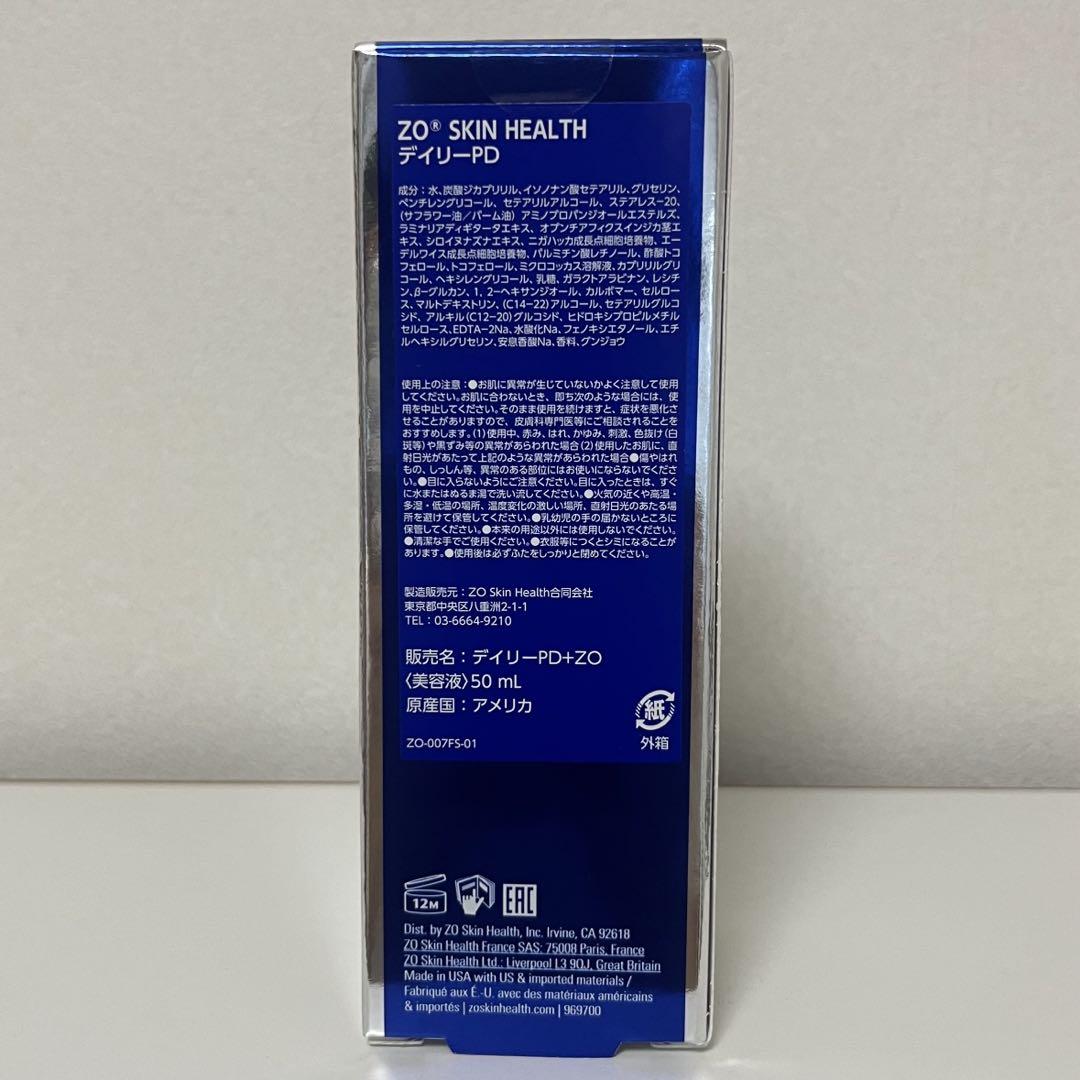 ZO® SKIN HEALTH
デイリーPD
成分：水、炭酸ジカプリリル、イソノナン酸セテアリル、グリセリン、
ペンチレングリコール、セテアリルアルコール、ステアレス-20、
(サフラワー油／パーム油) アミノプロパンジオールエステルズ、
ラミナリアディギタータエキス、オプンチアフィクスインジカ茎エ
キス、シロイヌナズナエキス、ニガハッカ成長点細胞培養物、エー
デルワイス成長点細胞培養物、パルミチン酸レチノール、酢酸トコ
フェロール、トコフェロール、ミクロコッカス溶解液、カプリリルグリ
コール、ヘキシレングリコール、乳糖、ガラクトアラビナン、レシチ
ン、β-グルカン、1，2-ヘキサンジオール、カルボマー、セルロー
ス、マルトデキストリン、(C14-22)アルコール、セテアリルグルコ
シド、アルキル(C12-20)グルコシド、ヒドロキシプロピルメチル
セルロース、EDTA-2Na、水酸化Na、フェノキシエタノール、エチ
ルヘキシルグリセリン、安息香酸Na、香料、グンジョウ
使用上の注意：●お肌に異常が生じていないかよく注意して使用
してください。お肌に合わないとき、即ち次のような場合には、使
用を中止してください。そのまま使用を続けますと、症状を悪化さ
せることがありますので、皮膚科専門医等にご相談されることを
おすすめします。(1)使用中、赤み、はれ、かゆみ、刺激、色抜け(白
斑等)や黒ずみ等の異常があらわれた場合(2)使用したお肌に、直
射日光があたって上記のような異常があらわれた場合●傷やはれ
もの、しっしん等、異常のある部位にはお使いにならないでくださ
い。●目に入らないようにご注意ください。目に入ったときは、すぐ
に水またはぬるま湯で洗い流してください。●火気の近くや高温・
多湿・低温の場所、温度変化の激しい場所、直射日光のあたる場
所を避けて保管してください。●乳幼児の手の届かないところに
保管してください。●本来の用途以外には使用しないでください。
●清潔な手でご使用ください。●衣服等につくとシミになることが
あります。●使用後は必ずふたをしっかりと閉めてください。
製造販売元：ZO Skin Health合同会社
東京都中央区八重洲2-1-1
TEL：03-6664-9210
販売名：デイリーPD+ZO
〈美容液〉50 mL
原産国：アメリカ
紙
外箱
ZO-007FS-01
12M
EAC
Dist. by ZO Skin Health, Inc. Irvine, CA 92618
ZO Skin Health France SAS: 75008 Paris, France
ZO Skin Health Ltd.: Liverpool L3 9QJ, Great Britain
Made in USA with US & imported materials /
Fabriqué aux É.-U. avec des matériaux américains
& importés | zoskinhealth.com | 969700